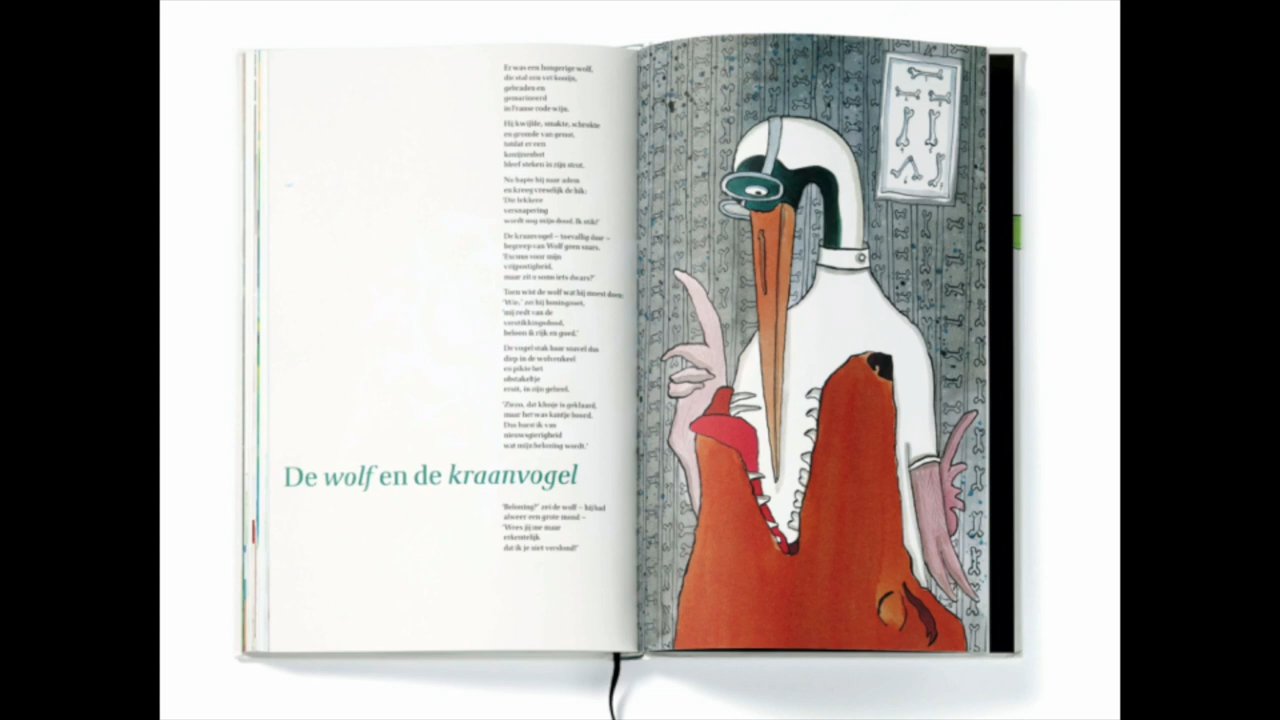 Er was een hongerige wolf,
die stal een vet konijn,
gebraden en
gemarineerd
in Franse rode wijn.
Hij kwijlde, smakte, schrokte
en gromde van genot,
totdat er een
konijnenbot
bleef steken in zijn strot.
Nu hapte hij naar adem
en kreeg vreselijk de hik:
'Die lekkere
versnapering
wordt nog mijn dood. Ik stik!'
De kraanvogel – toevallig daar –
begreep van Wolf geen snars.
'Excuus voor mijn
vrijpostigheid,
maar zit u soms iets dwars?'
Toen wist de wolf wat hij moest doen:
'Wie,' zei hij honingzoet,
'mij redt van de
verstikkingsdood,
beloon ik rijk en goed.'
De vogel stak haar snavel dus
diep in de wolvenkeel
en pikte het
obstakeltje
eruit, in zijn geheel.
'Ziezo, dat klusje is geklaard,
maar het was kantje boord.
Dus barst ik van
nieuwsgierigheid
wat mijn beloning wordt.'
De wolf en de kraanvogel
'Beloning?' zei de wolf – hij had
alweer een grote mond –
'Wees jij me maar
erkentelijk
dat ik je niet verslond!'